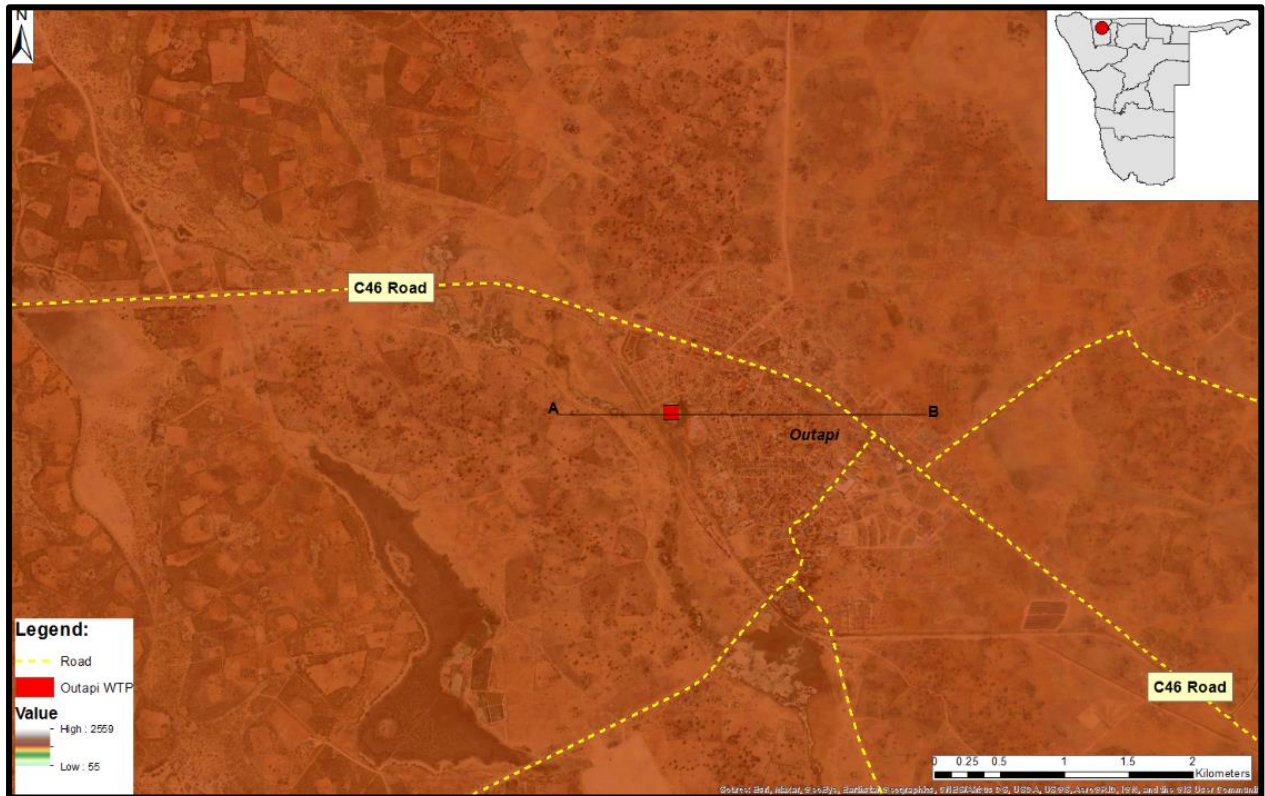 N
C46 Road
A
B
Outapi
C46 Road
Legend:
Road
Outapi WTP
Value
High : 2559
Low : 55
0 0.25 0.5 1 1.5 2
Kilometers